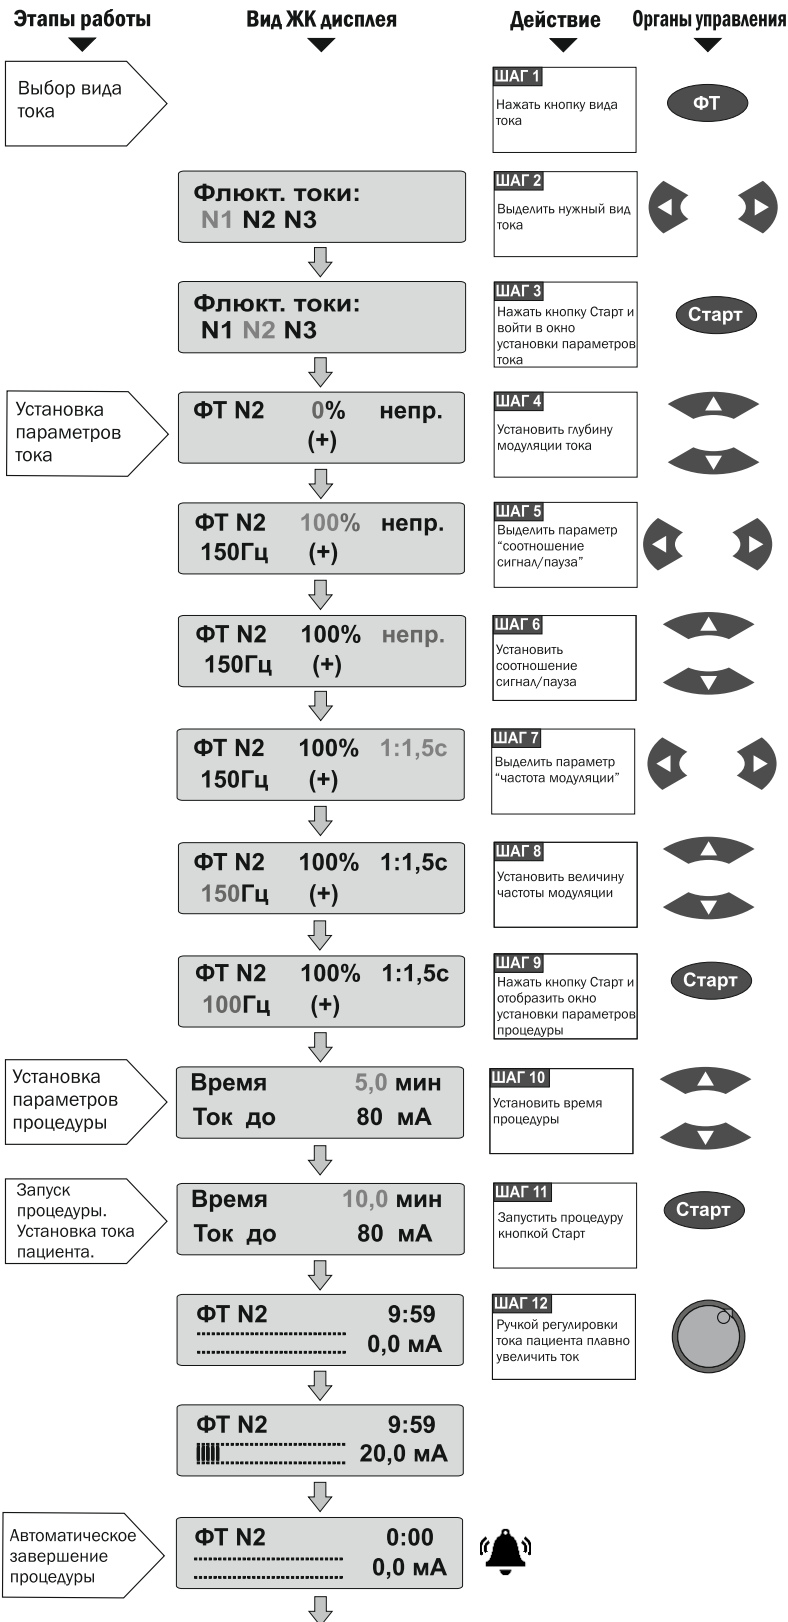 Этапы работы
Вид ЖК дисплея
Действие
Органы управления
Выбор вида
тока
ШАГ 1
Нажать кнопку вида
тока
ФТ
Флюкт. токи:
N1 N2 N3
ШАГ 2
Выделить нужный вид
тока
Флюкт. токи:
N1 N2 N3
ШАГ 3
Нажать кнопку Старт и
войти в окно
установки параметров
тока
Старт
Установка
параметров
тока
ФТ N2 0% непр.
(+)
ШАГ 4
Установить глубину
модуляции тока
ФТ N2 100% непр.
150Гц (+)
ШАГ 5
Выделить параметр
“соотношение
сигнал/пауза”
ФТ N2 100% непр.
150Гц (+)
ШАГ 6
Установить
соотношение
сигнал/пауза
ФТ N2 100% 1:1,5с
150Гц (+)
ШАГ 7
Выделить параметр
“частота модуляции”
ФТ N2 100% 1:1,5с
150Гц (+)
ШАГ 8
Установить величину
частоты модуляции
ФТ N2 100% 1:1,5с
100Гц (+)
ШАГ 9
Нажать кнопку Старт и
отобразить окно
установки параметров
процедуры
Старт
Установка
параметров
процедуры
Время 5,0 мин
Ток до 80 мА
ШАГ 10
Установить время
процедуры
Запуск
процедуры.
Установка тока
пациента.
Время 10,0 мин
Ток до 80 мА
ШАГ 11
Запустить процедуру
кнопкой Старт
Старт
ФТ N2 9:59
0,0 мА
ШАГ 12
Ручкой регулировки
тока пациента плавно
увеличить ток
ФТ N2 9:59
20,0 мА
Автоматическое
завершение
процедуры
ФТ N2 0:00
0,0 мА